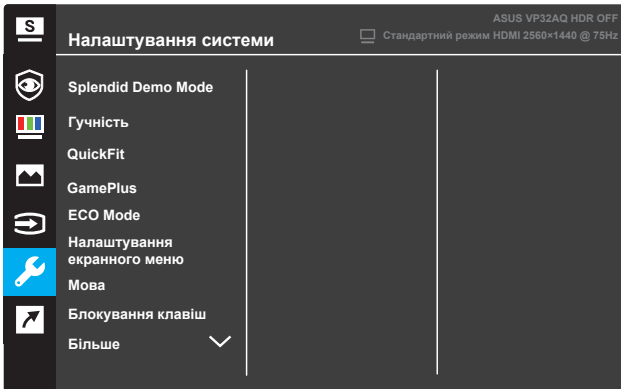 S
ASUS VP32AQ HDR OFF
Налаштування системи
Стандартний режим HDMI 2560×1440 @ 75Hz
Splendid Demo Mode
Гучність
QuickFit
GamePlus
ECO Mode
Налаштування
екранного меню
Мова
Блокування клавіш
Більше